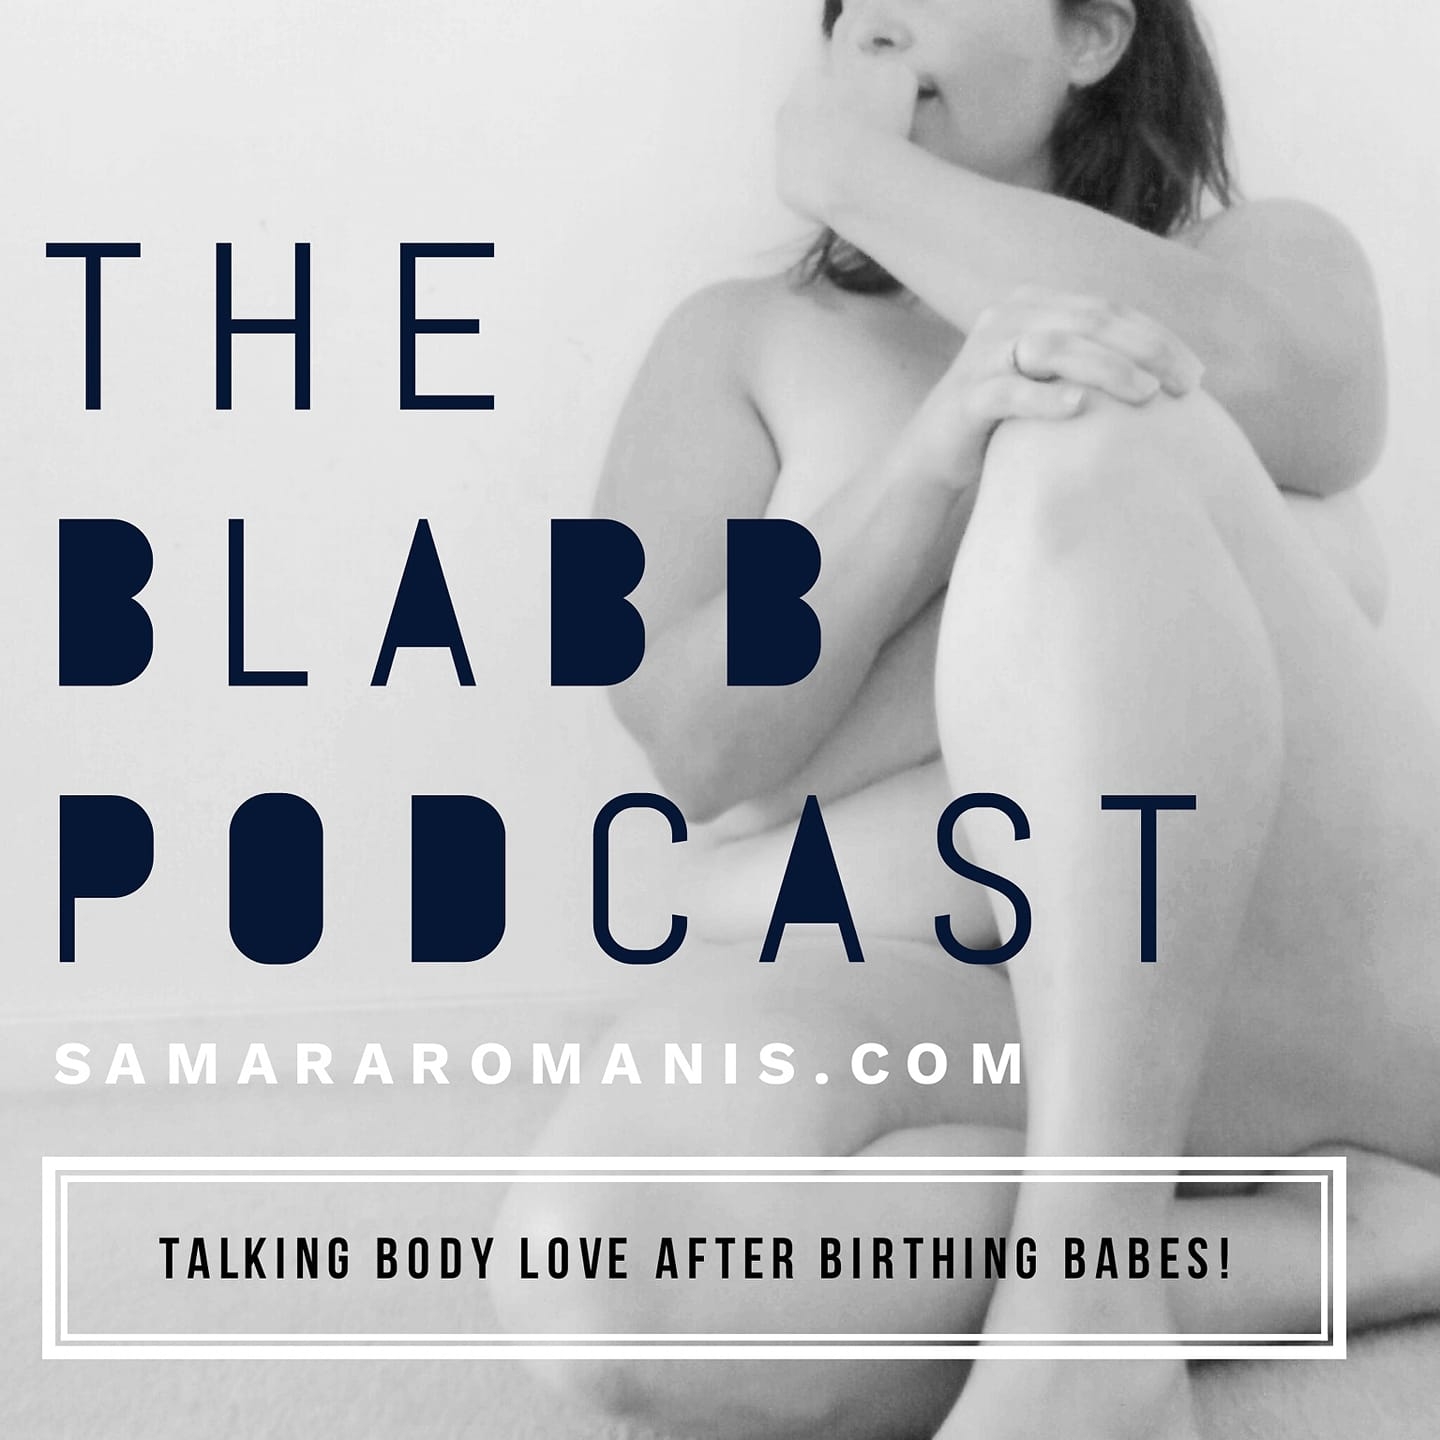 THE
BLABB
PODCAST
SAMARAROMANIS.COM
TALKING BODY LOVE AFTER BIRTHING BABES!